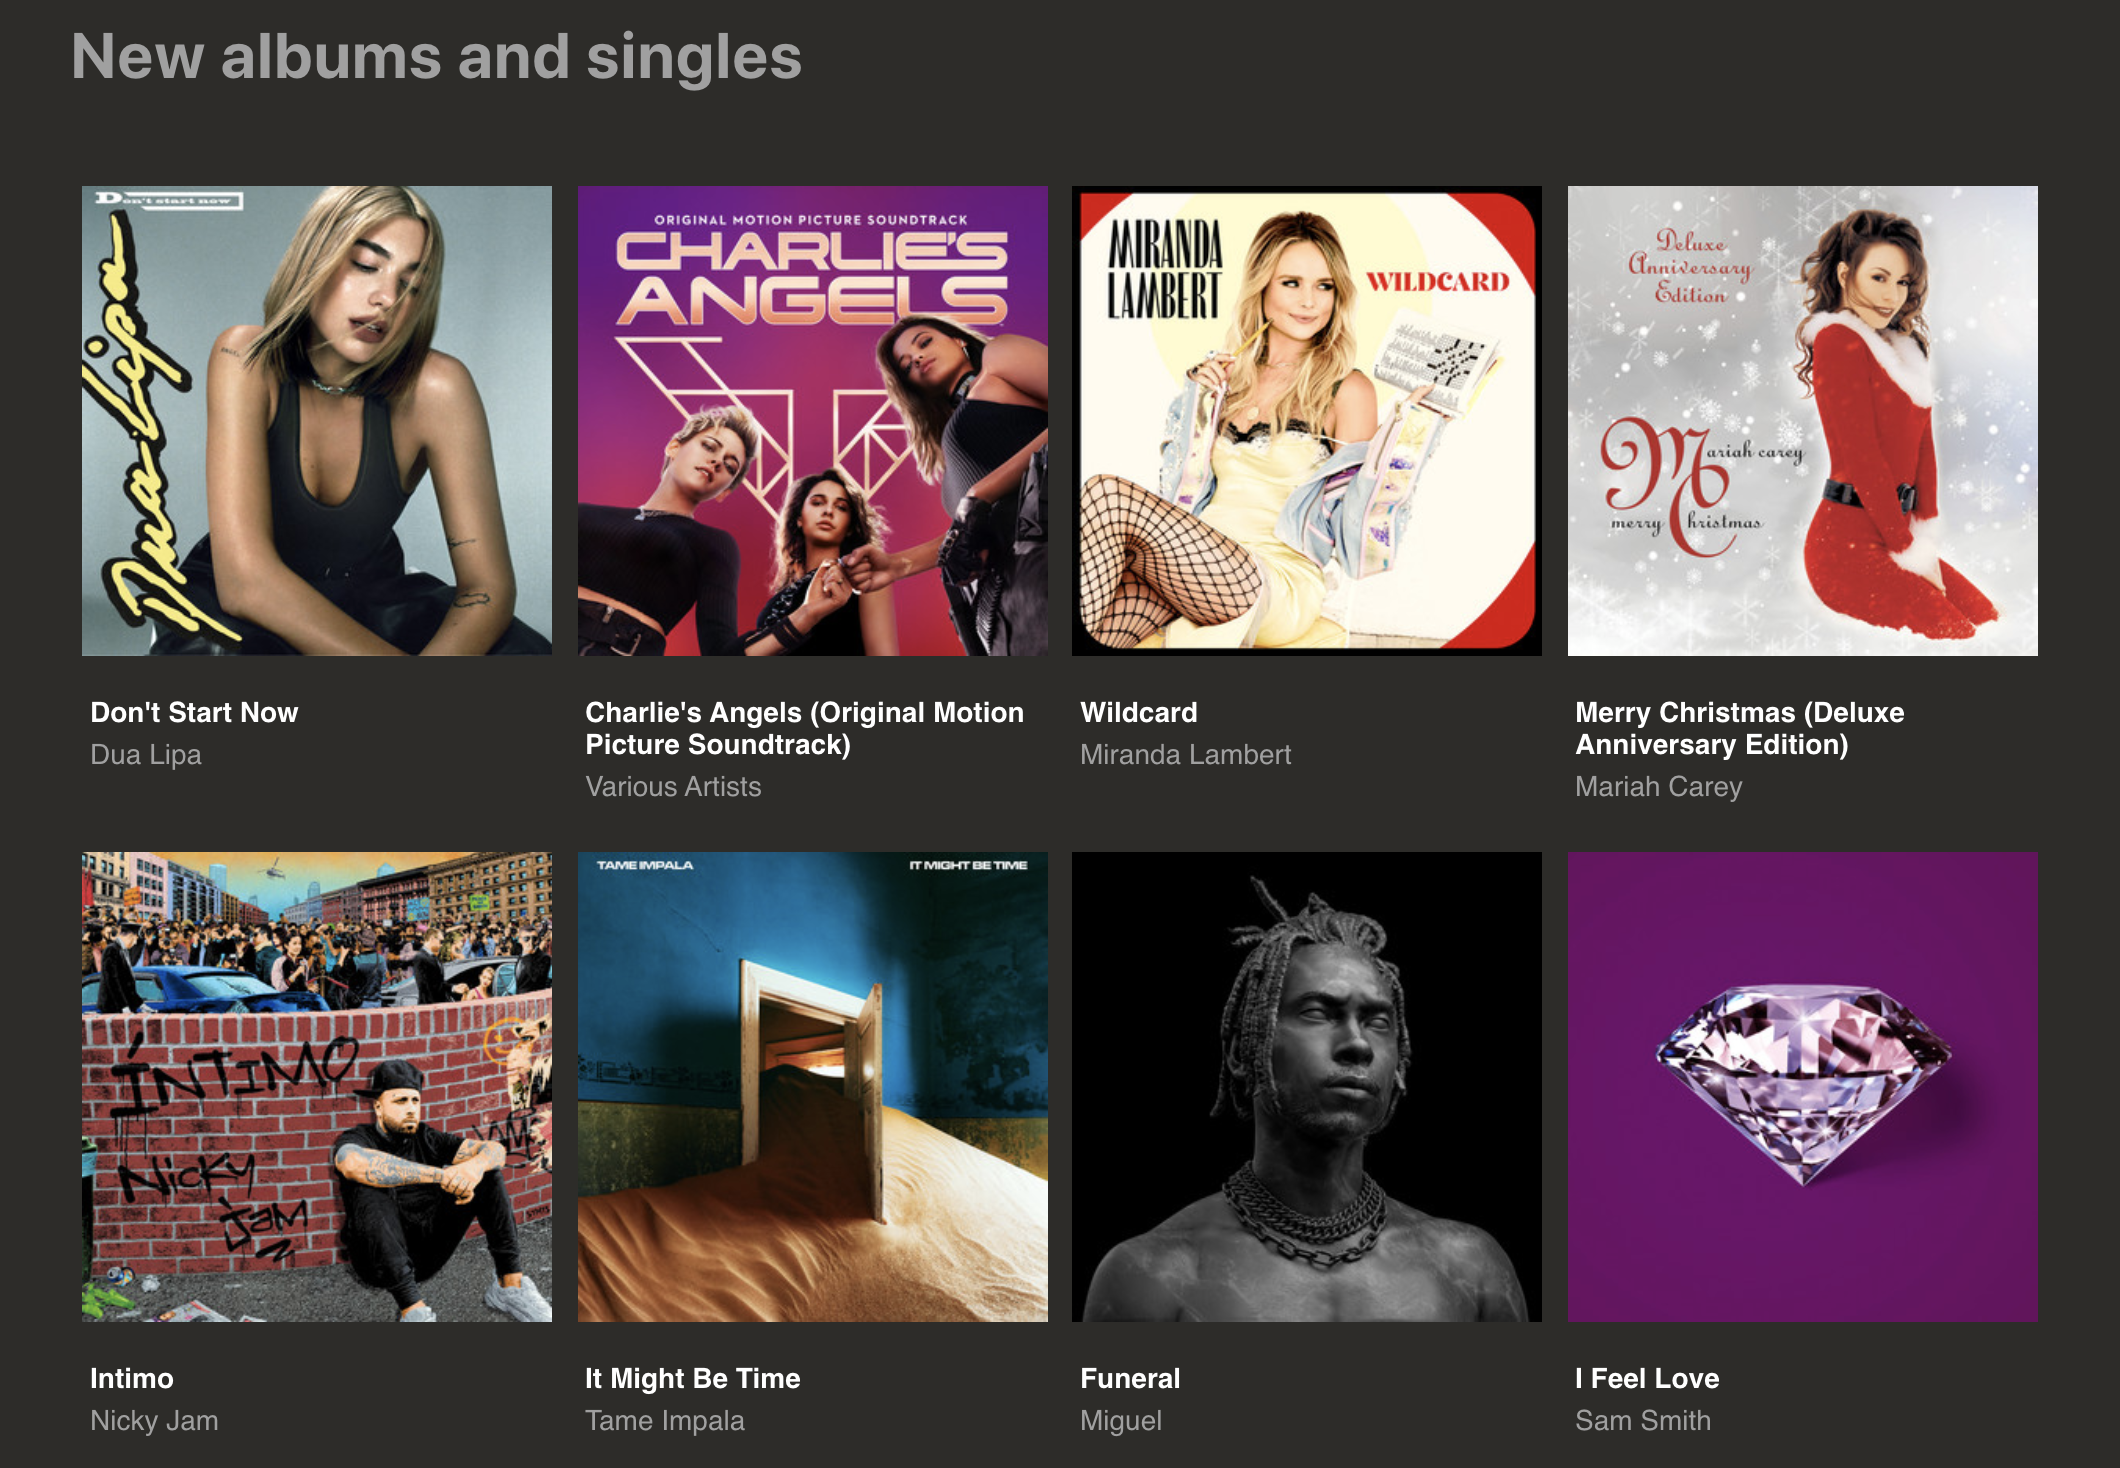 New albums and singles
Don't start now
Dua Lipa
ORIGINAL MOTION PICTURE SOUNDTRACK
CHARLIE'S
ANGELS
MIRANDA
LAMBERT
WILDCARD
Deluxe
Anniversary
Edition
Mariah carey
merry Christmas
Don't Start Now
Dua Lipa
Charlie's Angels (Original Motion
Picture Soundtrack)
Various Artists
Wildcard
Miranda Lambert
Merry Christmas (Deluxe
Anniversary Edition)
Mariah Carey
ÍNTIMO
Nicky
Jam
TAME IMPALA
IT MIGHT BE TIME
Intimo
Nicky Jam
It Might Be Time
Tame Impala
Funeral
Miguel
I Feel Love
Sam Smith